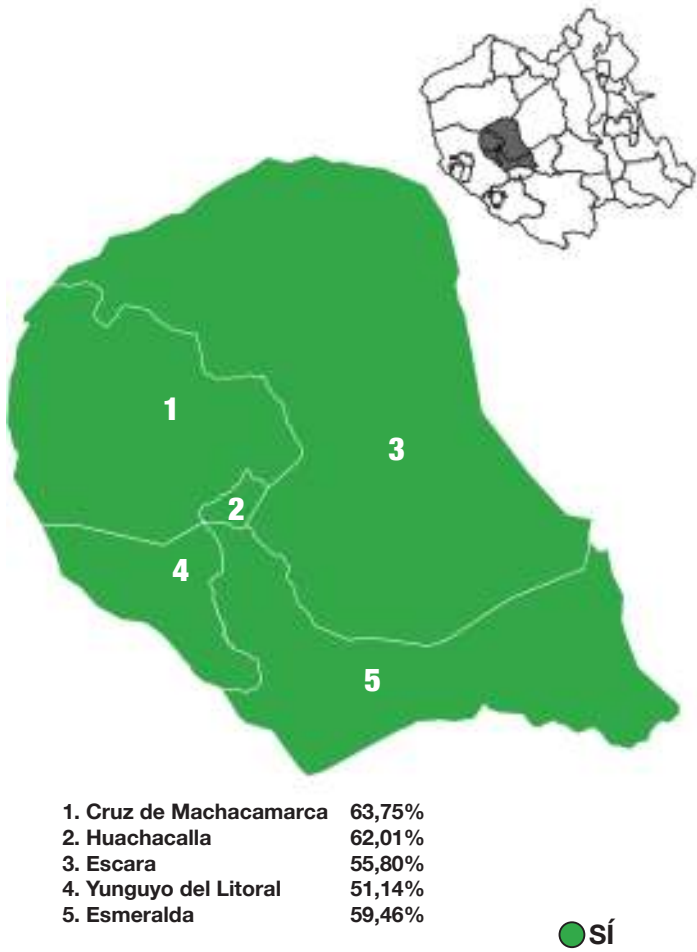 1
3
2
4
5
1. Cruz de Machacamarca 63,75%
2. Huachacalla 62,01%
3. Escara 55,80%
4. Yunguyo del Litoral 51,14%
5. Esmeralda 59,46%
SÍ